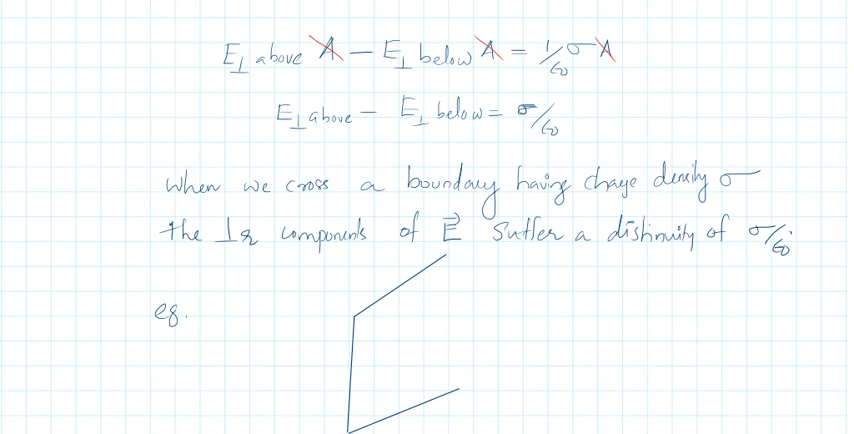 E⊥ above A − E⊥ below A = 1/ε₀ σ A
E⊥ above − E⊥ below = σ/ε₀
When we cross a boundary having charge density σ
the ⊥r components of E⃗ suffer a distinuity of σ/ε₀.
eg.